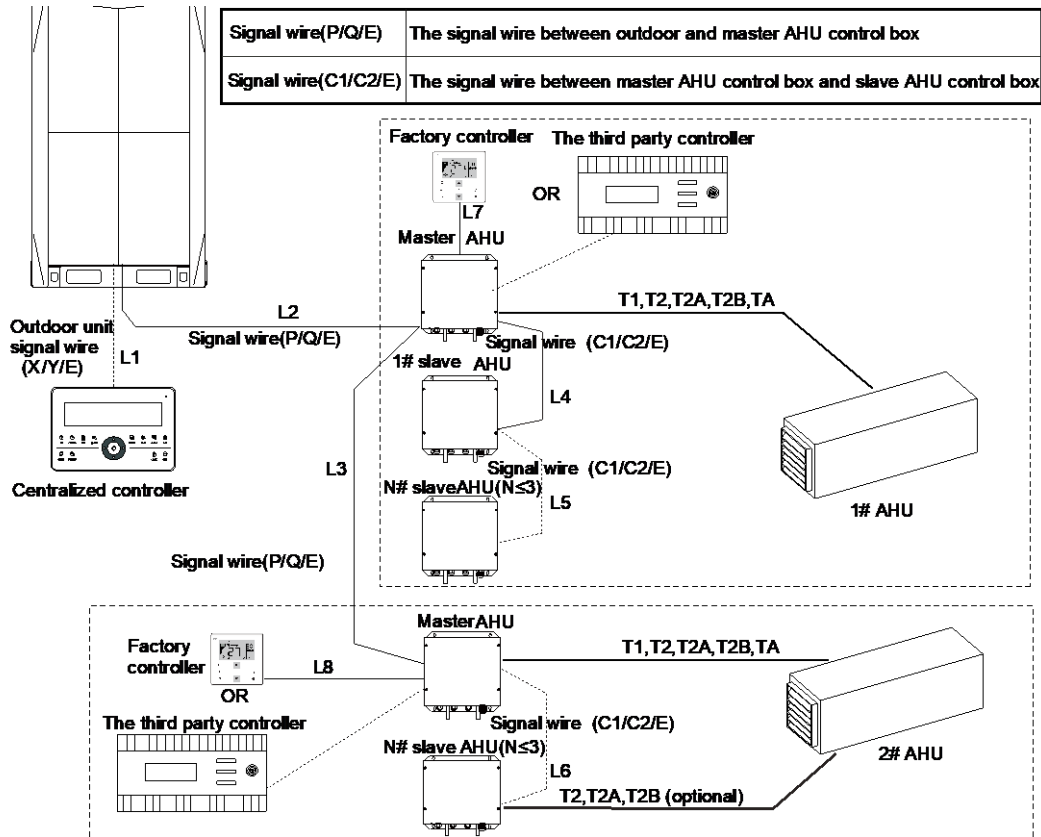 Signal wire(P/Q/E) The signal wire between outdoor and master AHU control box
Signal wire(C1/C2/E) The signal wire between master AHU control box and slave AHU control box
Factory controller
The third party controller
OR
L7
Master AHU
L2
Signal wire(P/Q/E)
T1,T2,T2A,T2B,TA
Outdoor unit
signal wire
(X/Y/E)
L1
Signal wire (C1/C2/E)
1# slave AHU
L4
Centralized controller
L3
Signal wire (C1/C2/E)
N# slaveAHU(N≤3)
L5
1# AHU
Signal wire(P/Q/E)
MasterAHU
Factory
controller
L8
OR
T1,T2,T2A,T2B,TA
The third party controller
Signal wire (C1/C2/E)
N# slave AHU(N≤3)
L6
2# AHU
T2,T2A,T2B (optional)